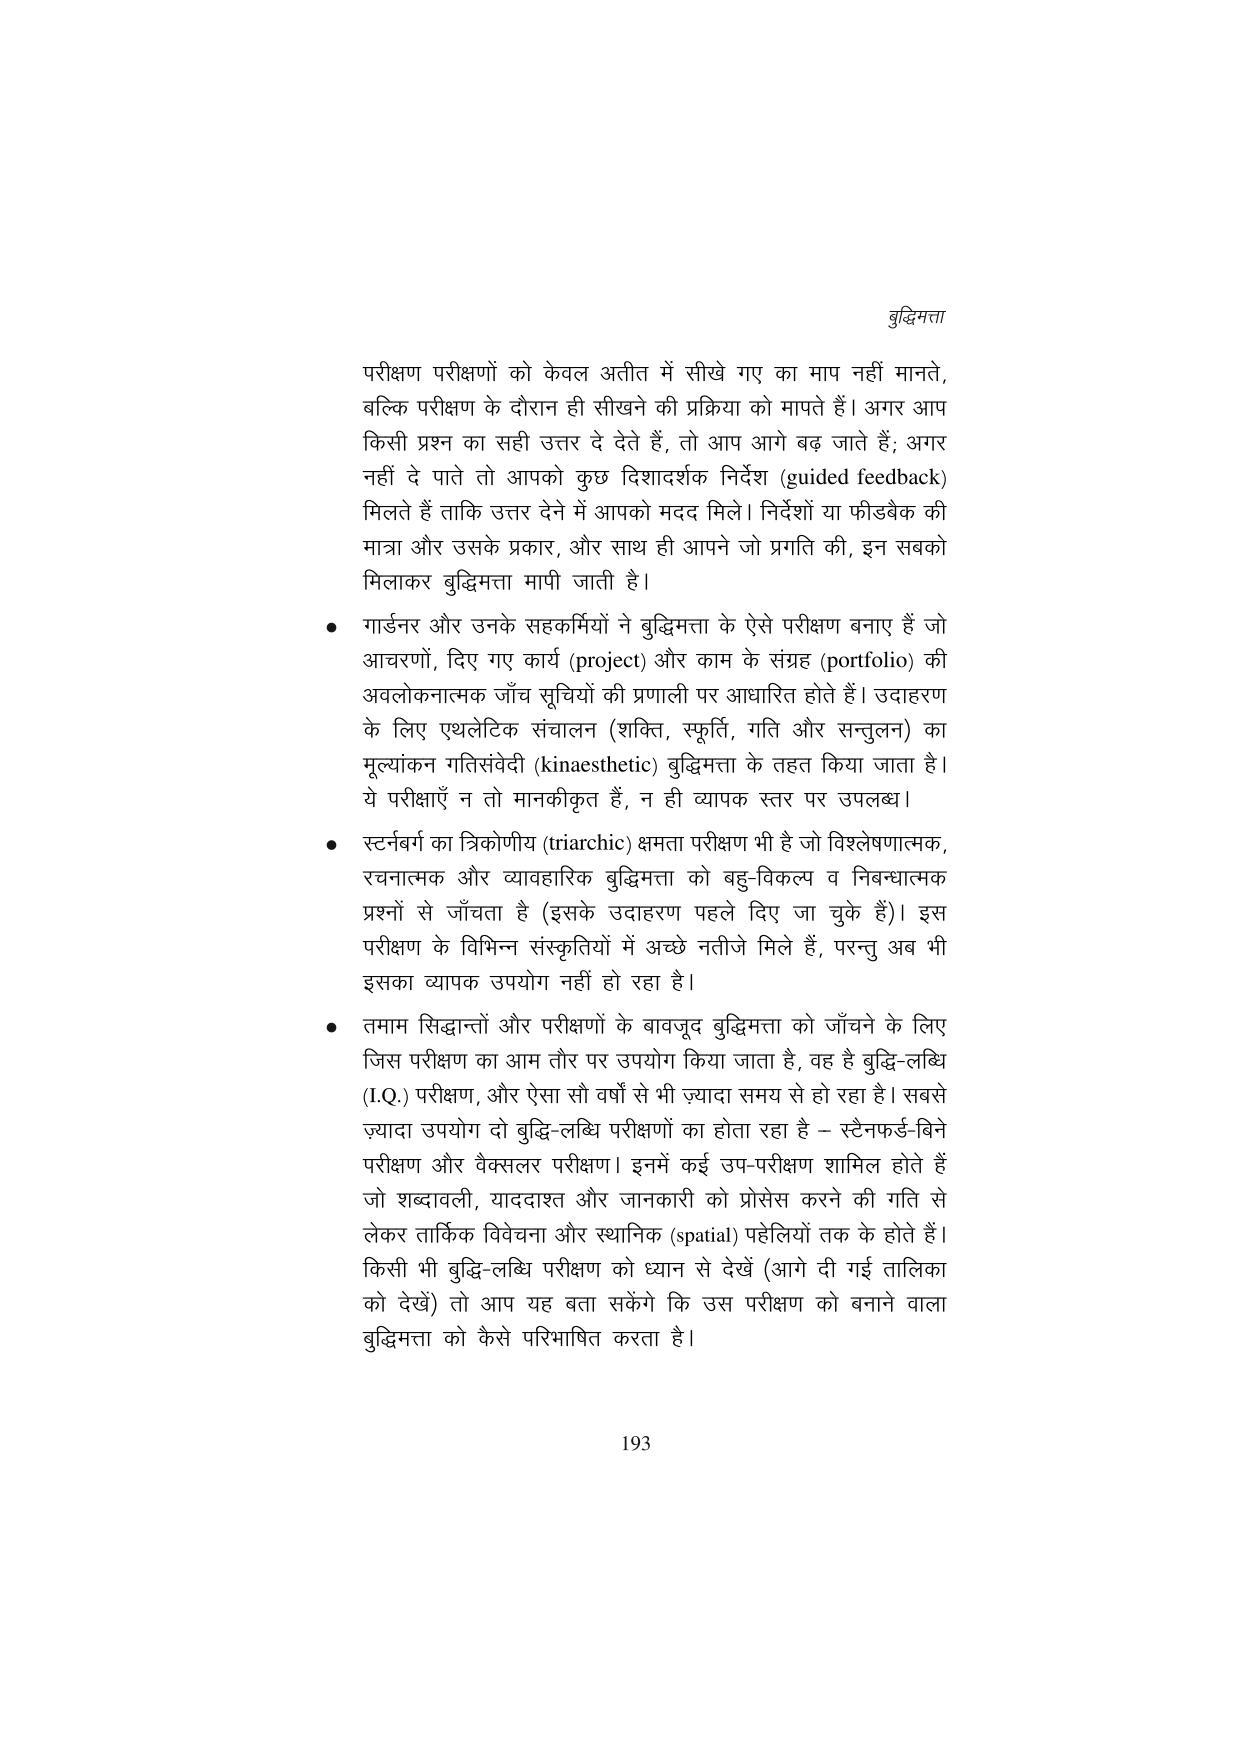 बुद्धिमत्ता
परीक्षण परीक्षणों को केवल अतीत में सीखे गए का माप नहीं मानते,
बल्कि परीक्षण के दौरान ही सीखने की प्रक्रिया को मापते हैं। अगर आप
किसी प्रश्न का सही उत्तर दे देते हैं, तो आप आगे बढ़ जाते हैं; अगर
नहीं दे पाते तो आपको कुछ दिशादर्शक निर्देश (guided feedback)
मिलते हैं ताकि उत्तर देने में आपको मदद मिले। निर्देशों या फीडबैक की
मात्रा और उसके प्रकार, और साथ ही आपने जो प्रगति की, इन सबको
मिलाकर बुद्धिमत्ता मापी जाती है।
● गार्डनर और उनके सहकर्मियों ने बुद्धिमत्ता के ऐसे परीक्षण बनाए हैं जो
आचरणों, दिए गए कार्य (project) और काम के संग्रह (portfolio) की
अवलोकनात्मक जाँच सूचियों की प्रणाली पर आधारित होते हैं। उदाहरण
के लिए एथलेटिक संचालन (शक्ति, स्फूर्ति, गति और सन्तुलन) का
मूल्यांकन गतिसंवेदी (kinaesthetic) बुद्धिमत्ता के तहत किया जाता है।
ये परीक्षाएँ न तो मानकीकृत हैं, न ही व्यापक स्तर पर उपलब्ध।
● स्टर्नबर्ग का त्रिकोणीय (triarchic) क्षमता परीक्षण भी है जो विश्लेषणात्मक,
रचनात्मक और व्यावहारिक बुद्धिमत्ता को बहु-विकल्प व निबन्धात्मक
प्रश्नों से जाँचता है (इसके उदाहरण पहले दिए जा चुके हैं)। इस
परीक्षण के विभिन्न संस्कृतियों में अच्छे नतीजे मिले हैं, परन्तु अब भी
इसका व्यापक उपयोग नहीं हो रहा है।
● तमाम सिद्धान्तों और परीक्षणों के बावजूद बुद्धिमत्ता को जाँचने के लिए
जिस परीक्षण का आम तौर पर उपयोग किया जाता है, वह है बुद्धि-लब्धि
(I.Q.) परीक्षण, और ऐसा सौ वर्षों से भी ज़्यादा समय से हो रहा है। सबसे
ज़्यादा उपयोग दो बुद्धि-लब्धि परीक्षणों का होता रहा है – स्टैनफर्ड-बिने
परीक्षण और वैक्सलर परीक्षण। इनमें कई उप-परीक्षण शामिल होते हैं
जो शब्दावली, याददाश्त और जानकारी को प्रोसेस करने की गति से
लेकर तार्किक विवेचना और स्थानिक (spatial) पहेलियों तक के होते हैं।
किसी भी बुद्धि-लब्धि परीक्षण को ध्यान से देखें (आगे दी गई तालिका
को देखें) तो आप यह बता सकेंगे कि उस परीक्षण को बनाने वाला
बुद्धिमत्ता को कैसे परिभाषित करता है।
193